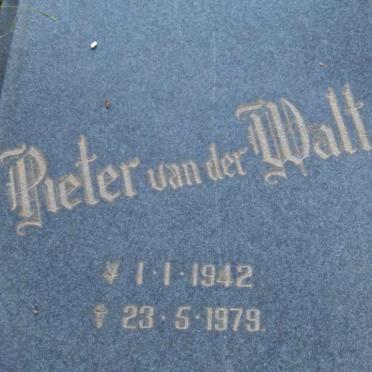 Pieter van der Walt
* 1·1·1942
✝ 23·5·1979.